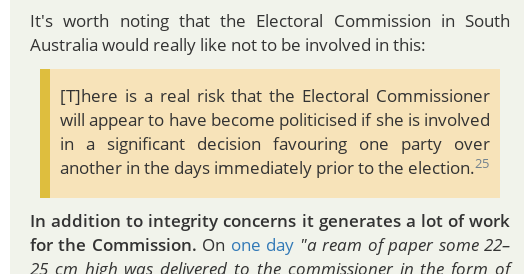 It's worth noting that the Electoral Commission in South
Australia would really like not to be involved in this:
[T]here is a real risk that the Electoral Commissioner
will appear to have become politicised if she is involved
in a significant decision favouring one party over
another in the days immediately prior to the election.25
In addition to integrity concerns it generates a lot of work
for the Commission. On one day "a ream of paper some 22–
25 cm high was delivered to the commissioner in the form of